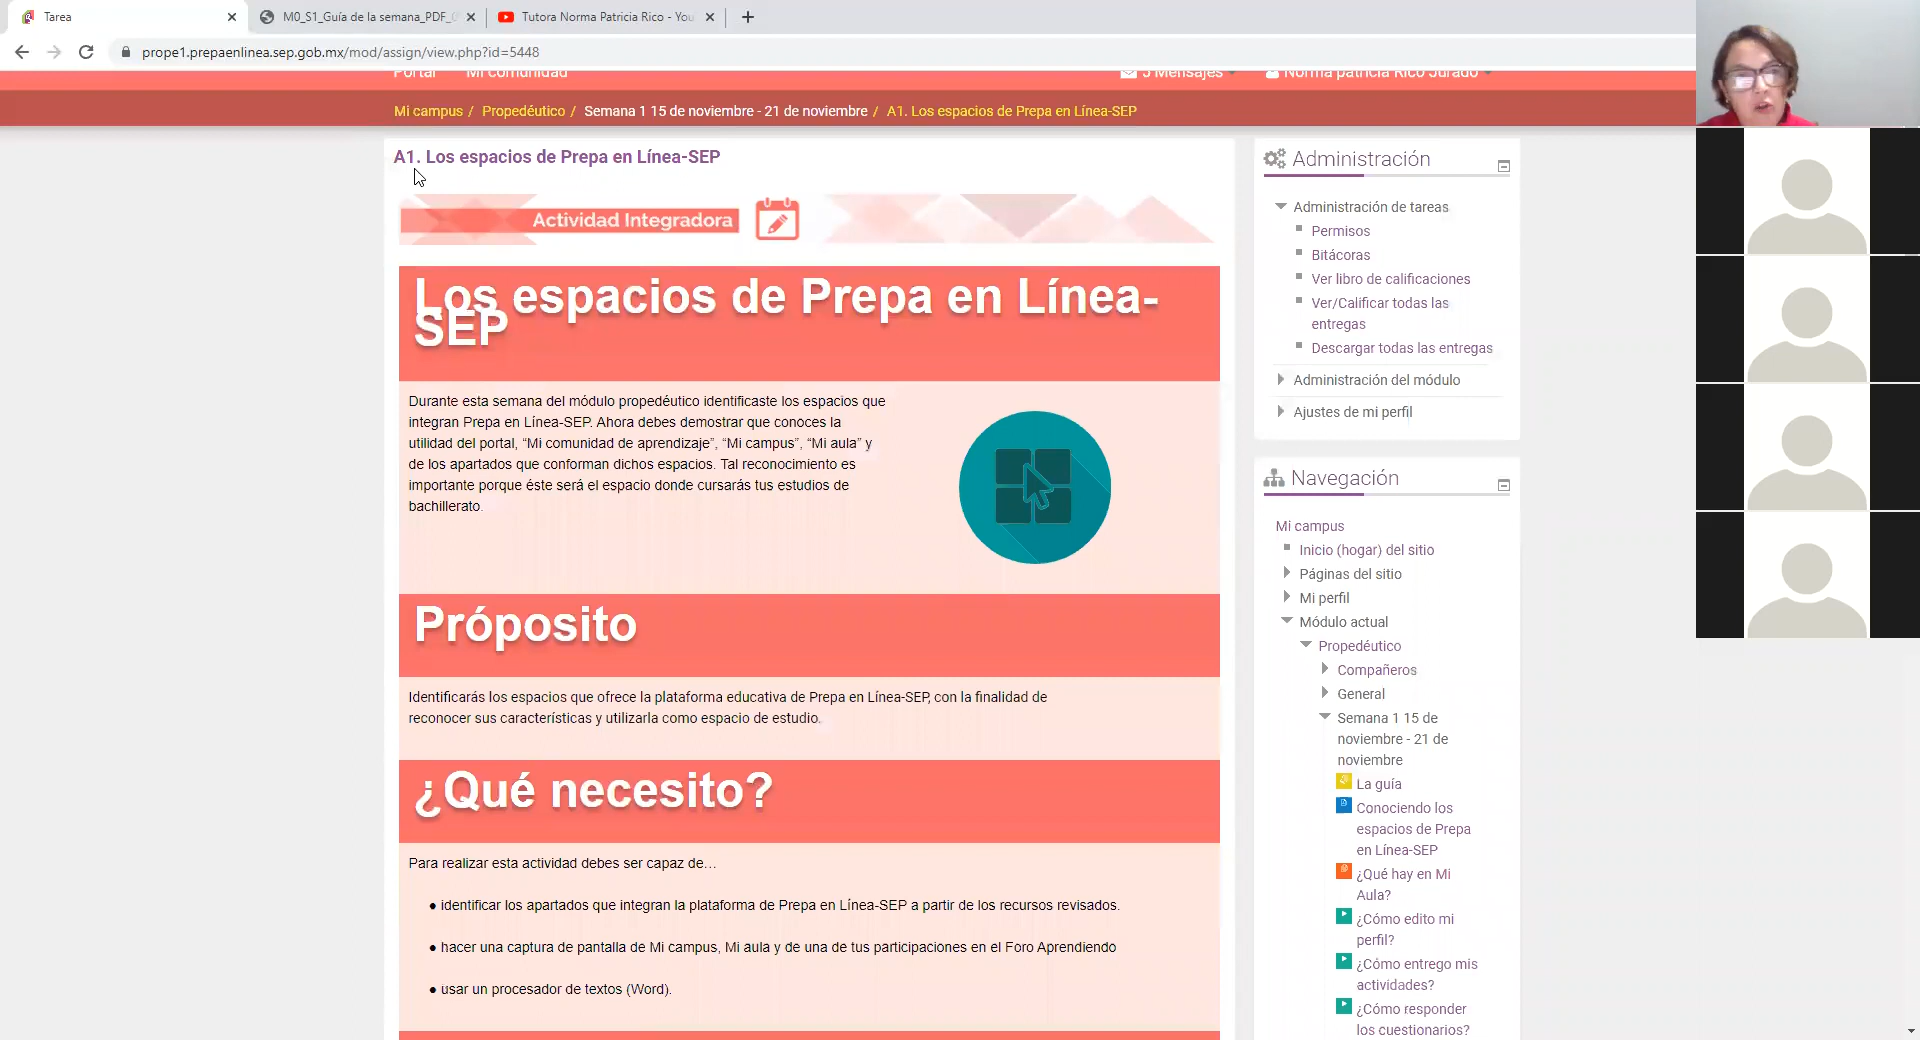 Tarea
M0_S1_Guía de la semana_PDF_0
Tutora Norma Patricia Rico - You
prope1.prepaenlinea.sep.gob.mx/mod/assign/view.php?id=5448
Portal Mi comunidad 5 Mensajes Norma patricia Rico Jurado
Mi campus / Propedéutico / Semana 1 15 de noviembre - 21 de noviembre / A1. Los espacios de Prepa en Línea-SEP
A1. Los espacios de Prepa en Línea-SEP
Actividad Integradora
Los espacios de Prepa en Línea-
SEP
Durante esta semana del módulo propedéutico identificaste los espacios que
integran Prepa en Línea-SEP. Ahora debes demostrar que conoces la
utilidad del portal, “Mi comunidad de aprendizaje”, “Mi campus”, “Mi aula” y
de los apartados que conforman dichos espacios. Tal reconocimiento es
importante porque éste será el espacio donde cursarás tus estudios de
bachillerato.
Próposito
Identificarás los espacios que ofrece la plataforma educativa de Prepa en Línea-SEP, con la finalidad de
reconocer sus características y utilizarla como espacio de estudio.
¿Qué necesito?
Para realizar esta actividad debes ser capaz de…
● identificar los apartados que integran la plataforma de Prepa en Línea-SEP a partir de los recursos revisados.
● hacer una captura de pantalla de Mi campus, Mi aula y de una de tus participaciones en el Foro Aprendiendo
● usar un procesador de textos (Word).
Administración
Administración de tareas
Permisos
Bitácoras
Ver libro de calificaciones
Ver/Calificar todas las
entregas
Descargar todas las entregas
Administración del módulo
Ajustes de mi perfil
Navegación
Mi campus
Inicio (hogar) del sitio
Páginas del sitio
Mi perfil
Módulo actual
Propedéutico
Compañeros
General
Semana 1 15 de
noviembre - 21 de
noviembre
La guía
Conociendo los
espacios de Prepa
en Línea-SEP
¿Qué hay en Mi
Aula?
¿Cómo edito mi
perfil?
¿Cómo entrego mis
actividades?
¿Cómo responder
los cuestionarios?